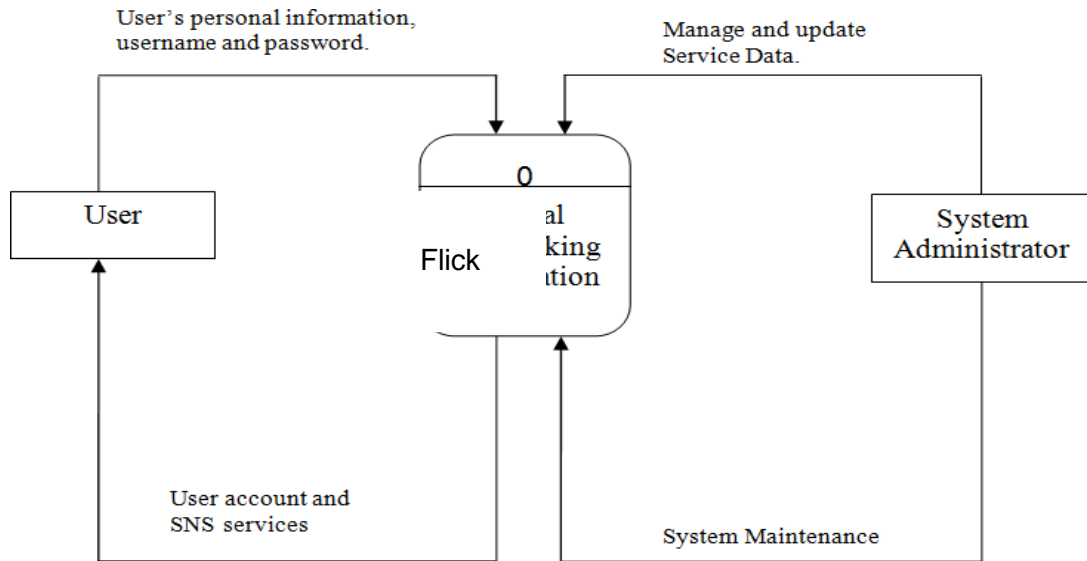 User's personal information,
username and password.
Manage and update
Service Data.
0
User
al
king
Flick
ation
System
Administrator
User account and
SNS services
System Maintenance